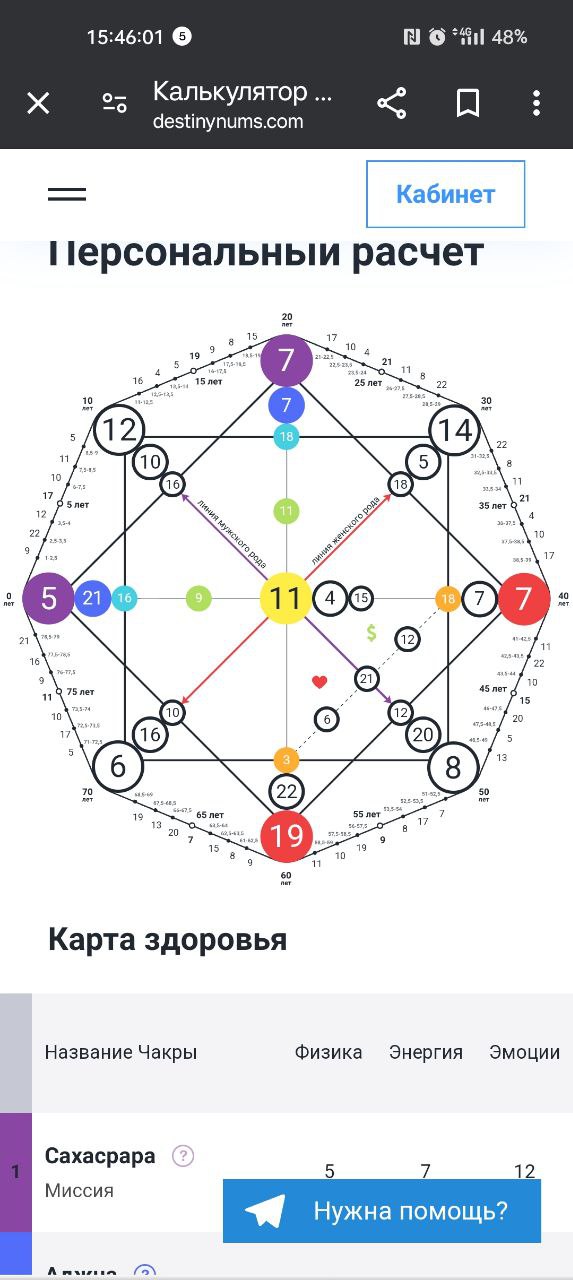 15:46:01 5 4G 48%
Калькулятор ...
destinynums.com
Кабинет
Персональный расчет
20
лет
15 17
8 10
9 4
19 21
15 лет 25 лет
5 11
4 8
16 22
10
лет
30
лет
7
7
18
12
14
10
5
16
18
линия мужского рода
линия женского рода
5
11
10
17 5 лет
12
22
9
22
8
11
35 лет 21
4
10
17
11
0
лет
40
лет
5 21 16 9 11 4 15 18 7 7
$
12
21
6
10
12
16
20
6
8
3
22
19
21
16
9
11 75 лет
10
17
5
11
22
10
45 лет 15
20
5
13
70
лет
50
лет
19
13
20
65 лет
7
15
8
9
7
17
8
55 лет
9
19
10
11
60
лет
Карта здоровья
Название Чакры Физика Энергия Эмоции
1 Сахасрара ?
Миссия
5 7 12
Нужна помощь?
Аджна ?